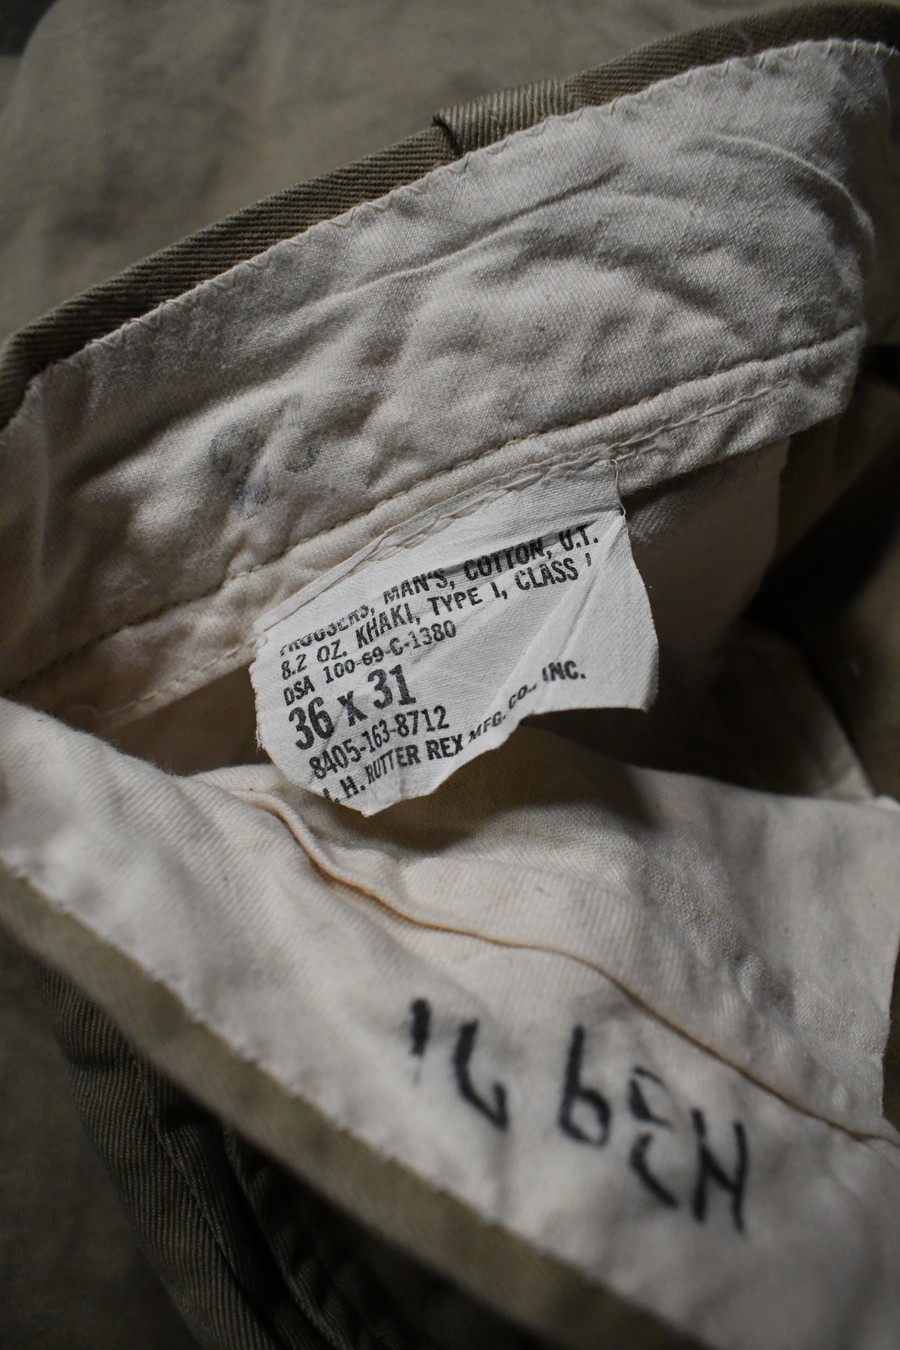 TROUSERS, MAN'S, COTTON, U.T.
8.2 OZ. KHAKI, TYPE I, CLASS I
DSA 100-69-C-1380
36 x 31
8405-163-8712
J. H. RUTTER REX MFG. CO., INC.